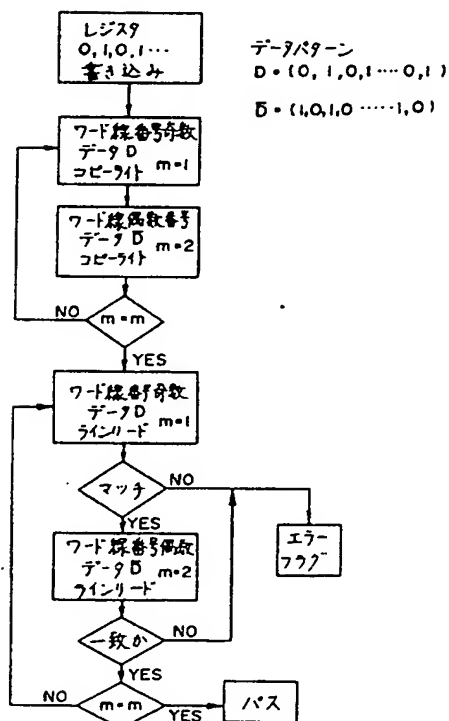 レジスタ
0,1,0,1…
書き込み
データパターン
D = (0, 1, 0, 1 … 0, 1)
D̄ = (1, 0, 1, 0 …… 1, 0)
ワード線番号奇数
データD
コピーライト m=1
ワード線偶数番号
データD̄ m=2
コピーライト
NO
m=m
YES
ワード線番号奇数
データD m=1
ラインリード
マッチ
NO
YES
エラー
フラグ
ワード線番号偶数
データD̄ m=2
ラインリード
一致か
NO
YES
NO
m=m
YES
パス